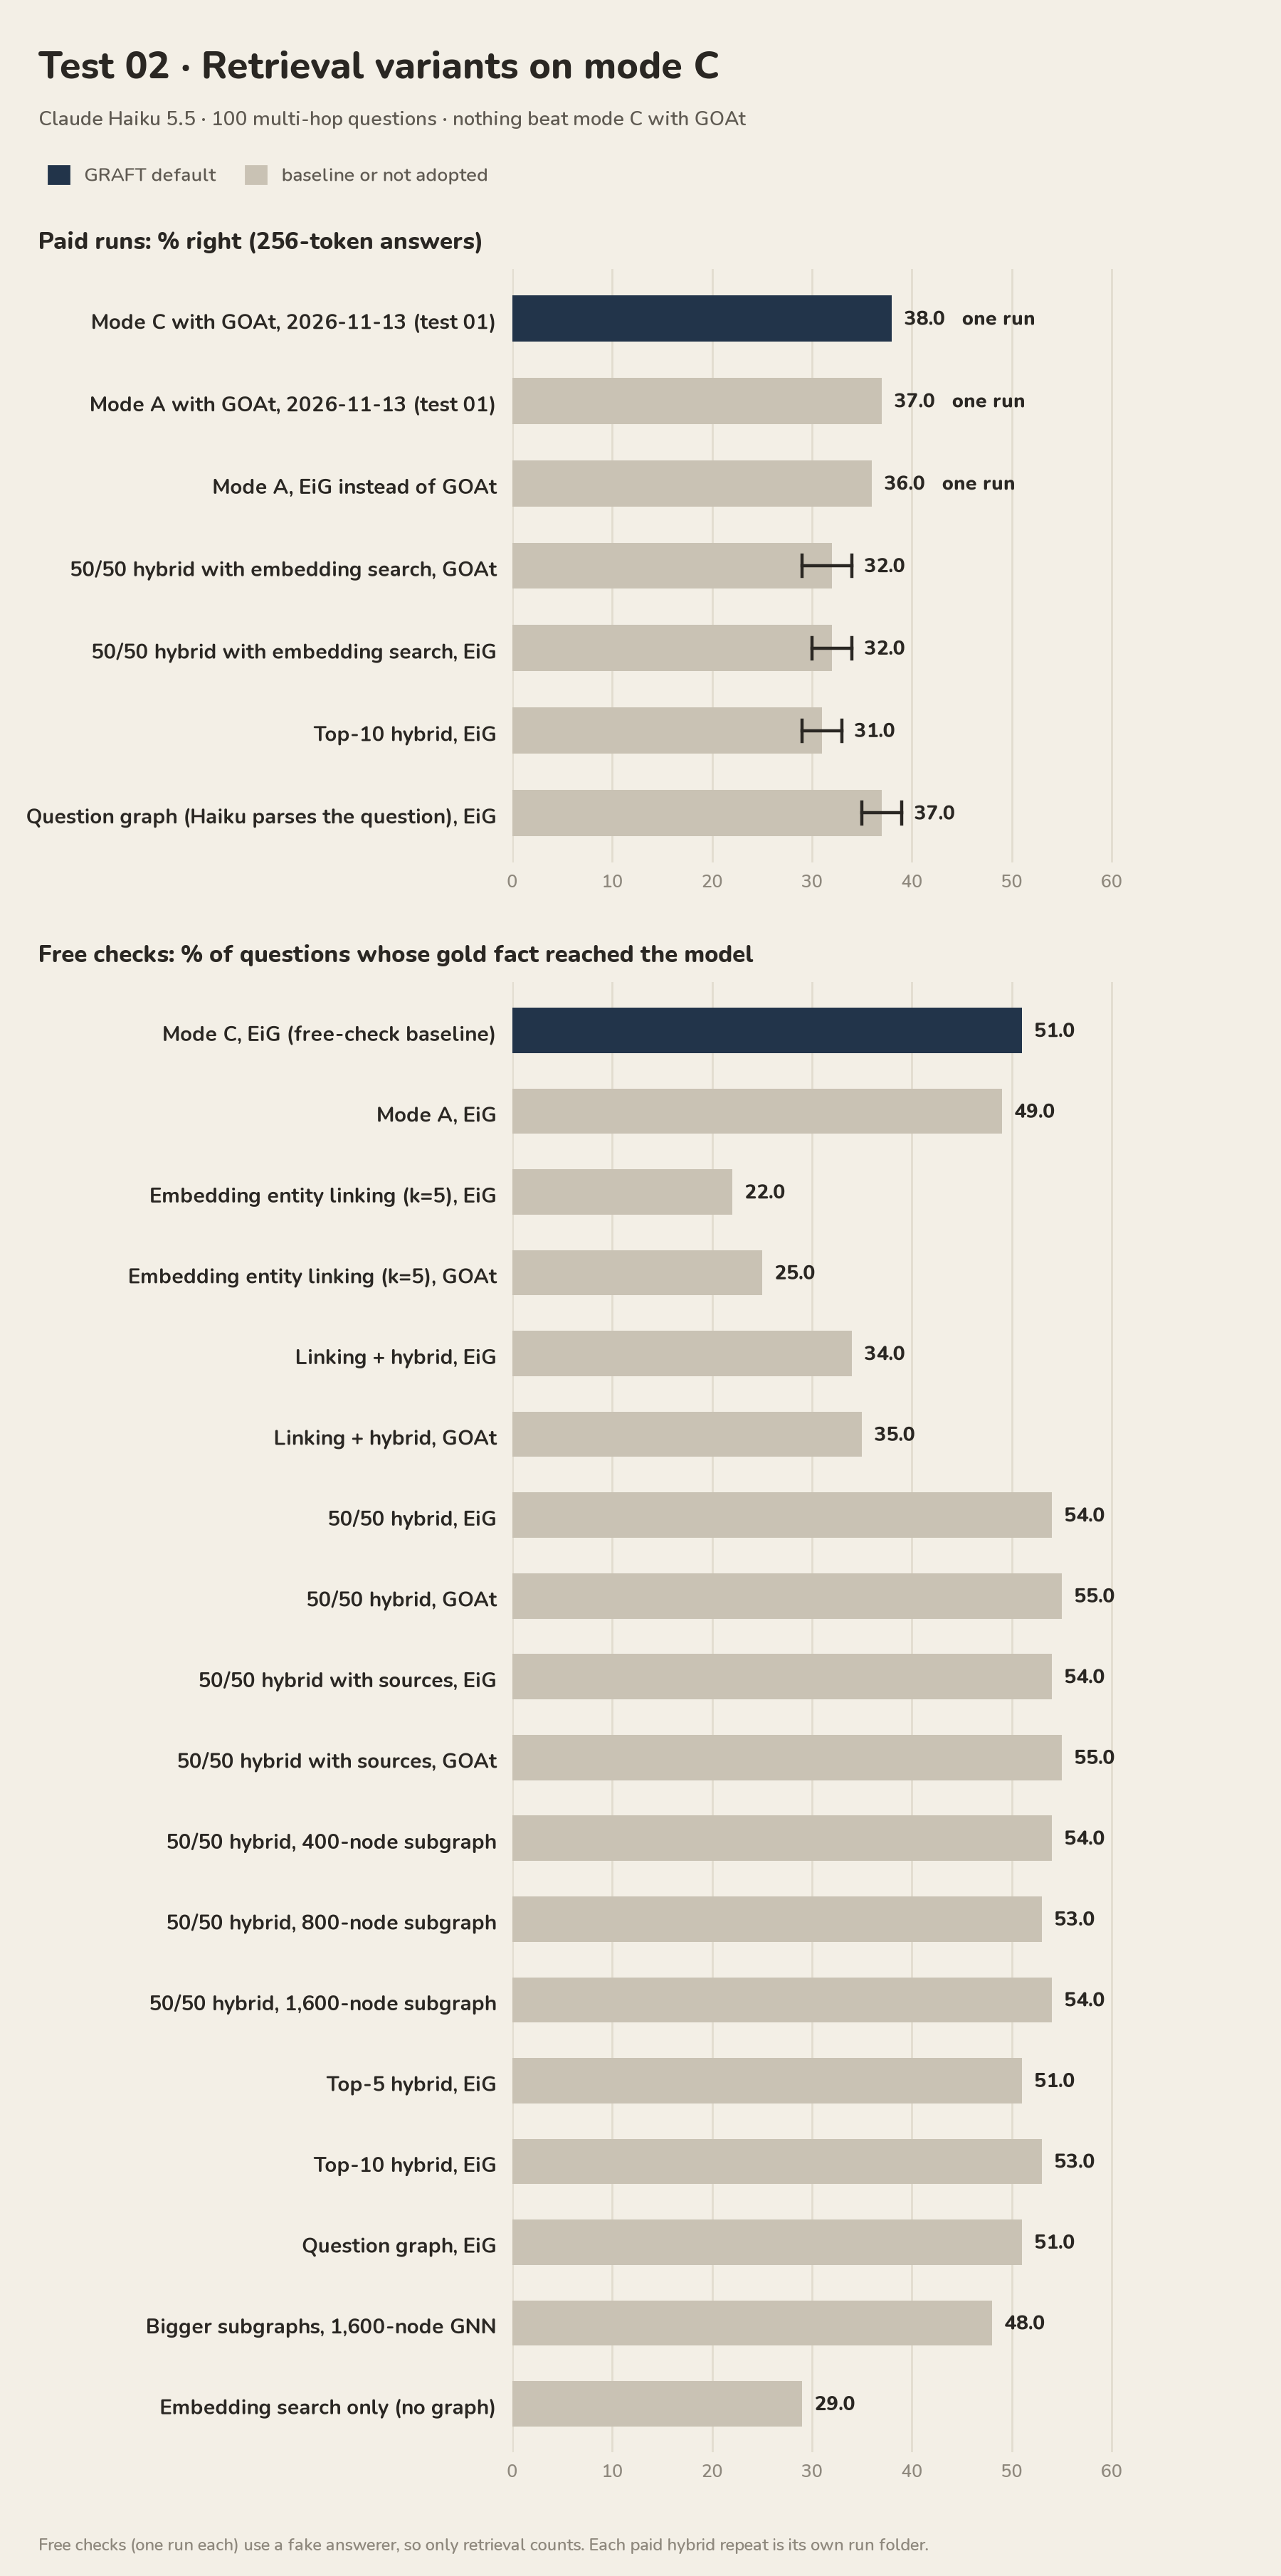 Test 02 · Retrieval variants on mode C
Claude Haiku 5.5 · 100 multi-hop questions · nothing beat mode C with GOAt
GRAFT default baseline or not adopted
Paid runs: % right (256-token answers)
Mode C with GOAt, 2026-11-13 (test 01) 38.0 one run
Mode A with GOAt, 2026-11-13 (test 01) 37.0 one run
Mode A, EiG instead of GOAt 36.0 one run
50/50 hybrid with embedding search, GOAt 32.0
50/50 hybrid with embedding search, EiG 32.0
Top-10 hybrid, EiG 31.0
Question graph (Haiku parses the question), EiG 37.0
0 10 20 30 40 50 60
Free checks: % of questions whose gold fact reached the model
Mode C, EiG (free-check baseline) 51.0
Mode A, EiG 49.0
Embedding entity linking (k=5), EiG 22.0
Embedding entity linking (k=5), GOAt 25.0
Linking + hybrid, EiG 34.0
Linking + hybrid, GOAt 35.0
50/50 hybrid, EiG 54.0
50/50 hybrid, GOAt 55.0
50/50 hybrid with sources, EiG 54.0
50/50 hybrid with sources, GOAt 55.0
50/50 hybrid, 400-node subgraph 54.0
50/50 hybrid, 800-node subgraph 53.0
50/50 hybrid, 1,600-node subgraph 54.0
Top-5 hybrid, EiG 51.0
Top-10 hybrid, EiG 53.0
Question graph, EiG 51.0
Bigger subgraphs, 1,600-node GNN 48.0
Embedding search only (no graph) 29.0
0 10 20 30 40 50 60
Free checks (one run each) use a fake answerer, so only retrieval counts. Each paid hybrid repeat is its own run folder.